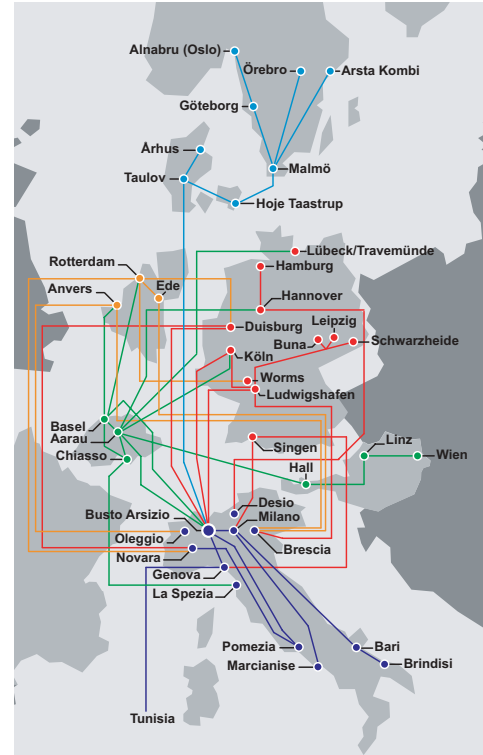 Alnabru (Oslo)
Örebro
Arsta Kombi
Göteborg
Århus
Malmö
Taulov
Hoje Taastrup
Lübeck/Travemünde
Rotterdam
Hamburg
Ede
Anvers
Hannover
Leipzig
Duisburg
Schwarzheide
Buna
Köln
Worms
Ludwigshafen
Basel
Aarau
Linz
Singen
Chiasso
Wien
Hall
Desio
Busto Arsizio
Milano
Oleggio
Brescia
Novara
Genova
La Spezia
Pomezia
Bari
Marcianise
Brindisi
Tunisia